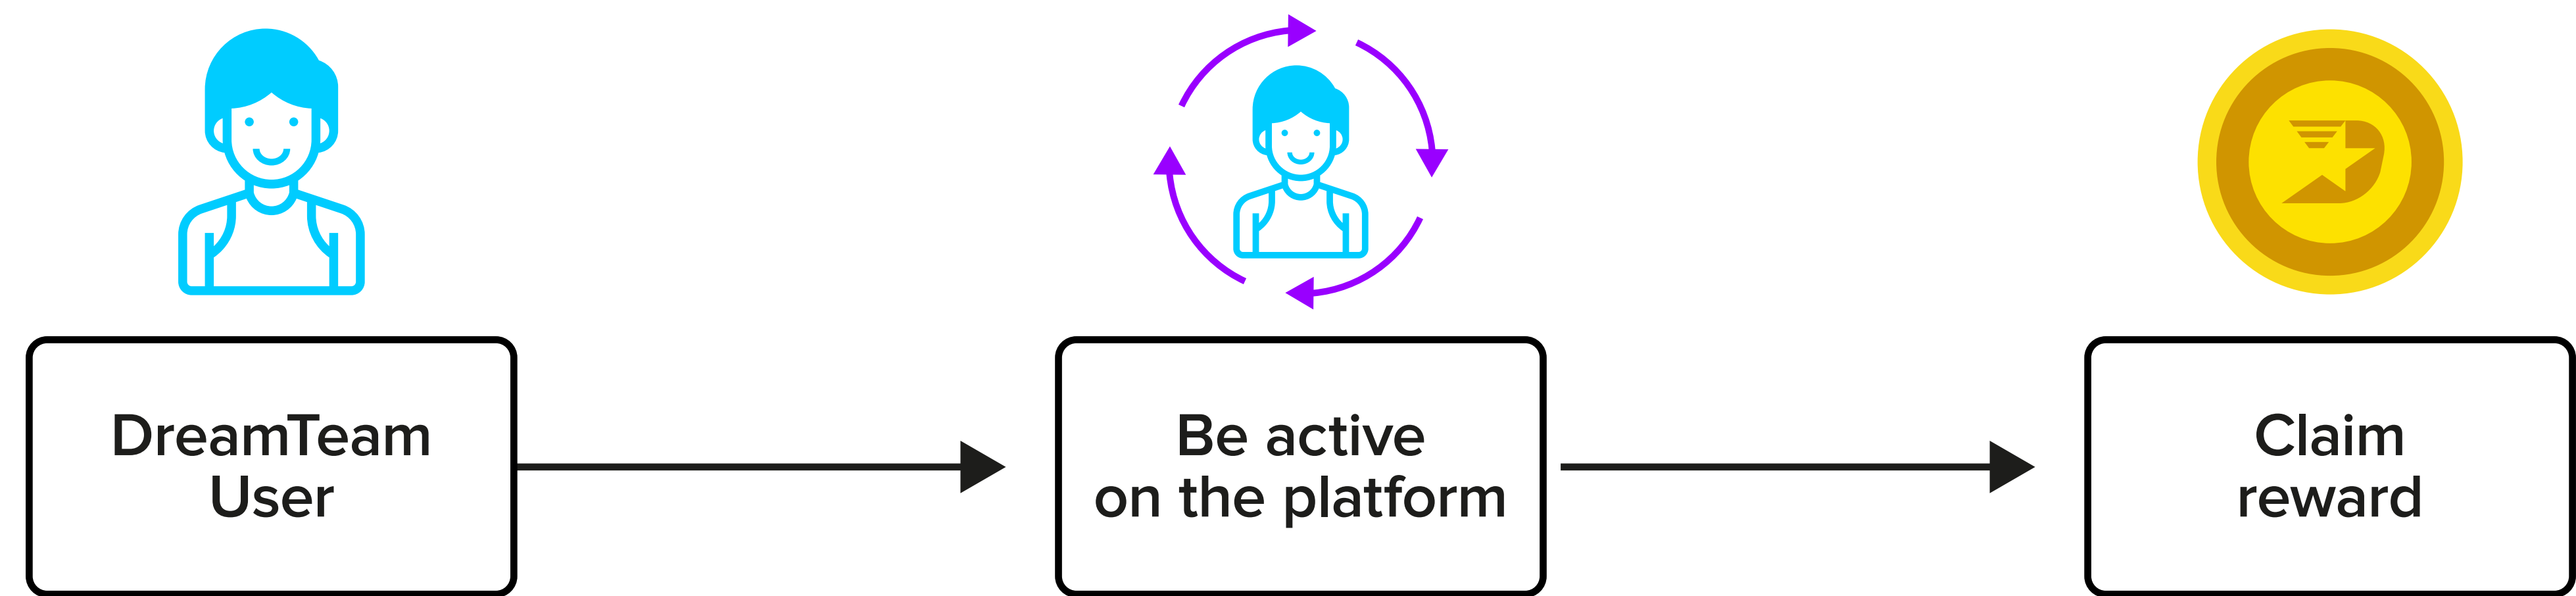 DreamTeam
User
Be active
on the platform
Claim
reward